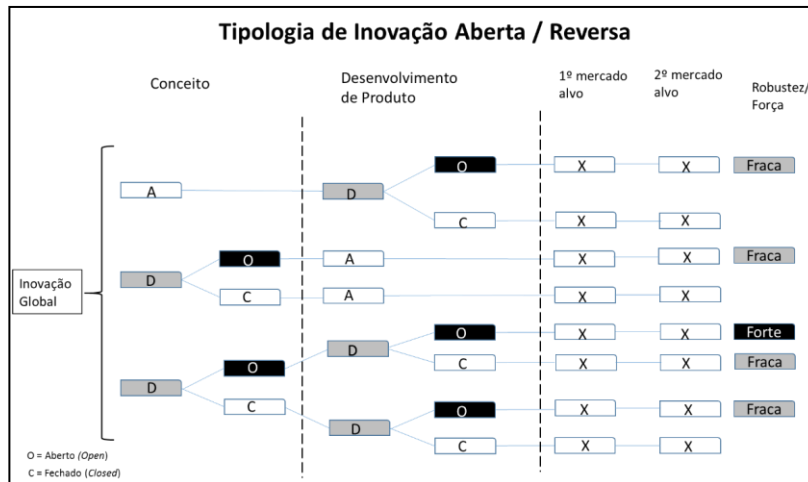 Tipologia de Inovação Aberta / Reversa
Conceito
Desenvolvimento
de Produto
1º mercado
alvo
2º mercado
alvo
Robustez/
Força
O X X Fraca
A D
C X X
O A X X Fraca
D
C A X X
Inovação
Global
O X X Forte
D
O
C X X Fraca
D
C
O X X Fraca
D
C X X
O = Aberto (Open)
C = Fechado (Closed)